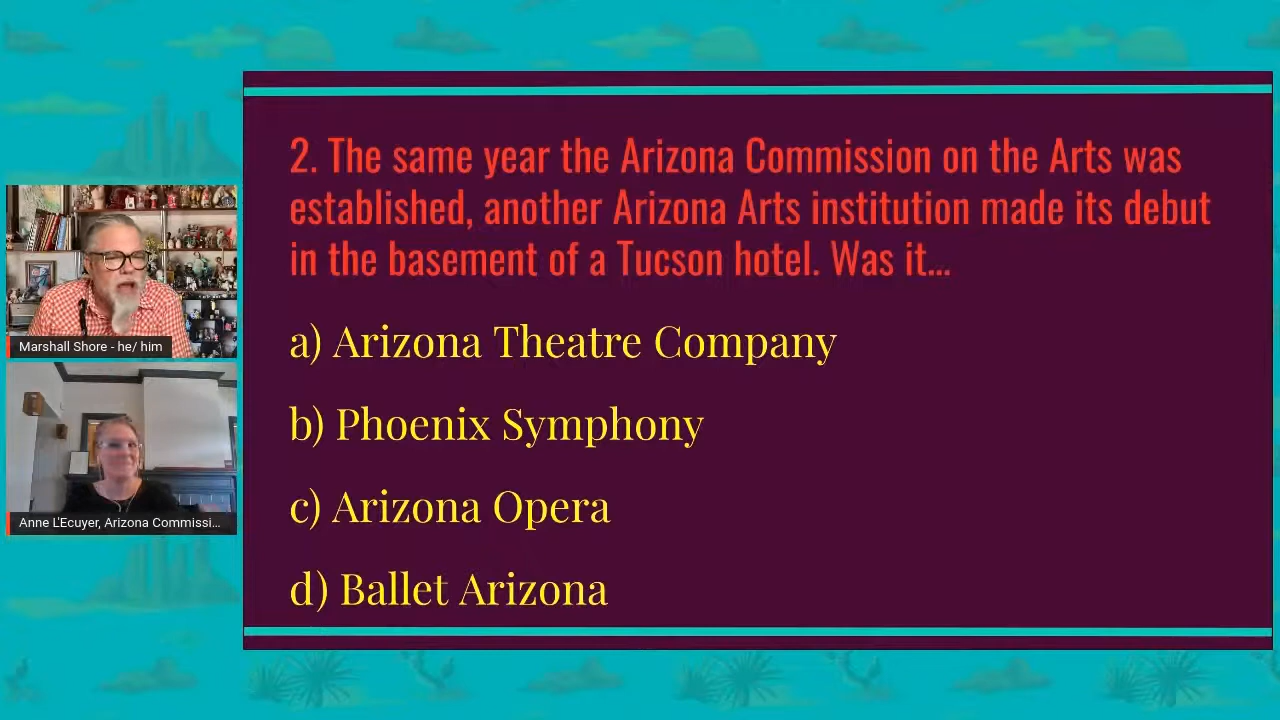 2. The same year the Arizona Commission on the Arts was
established, another Arizona Arts institution made its debut
in the basement of a Tucson hotel. Was it...
a) Arizona Theatre Company
b) Phoenix Symphony
c) Arizona Opera
d) Ballet Arizona
Marshall Shore - he/ him
Anne L'Ecuyer, Arizona Commissi...